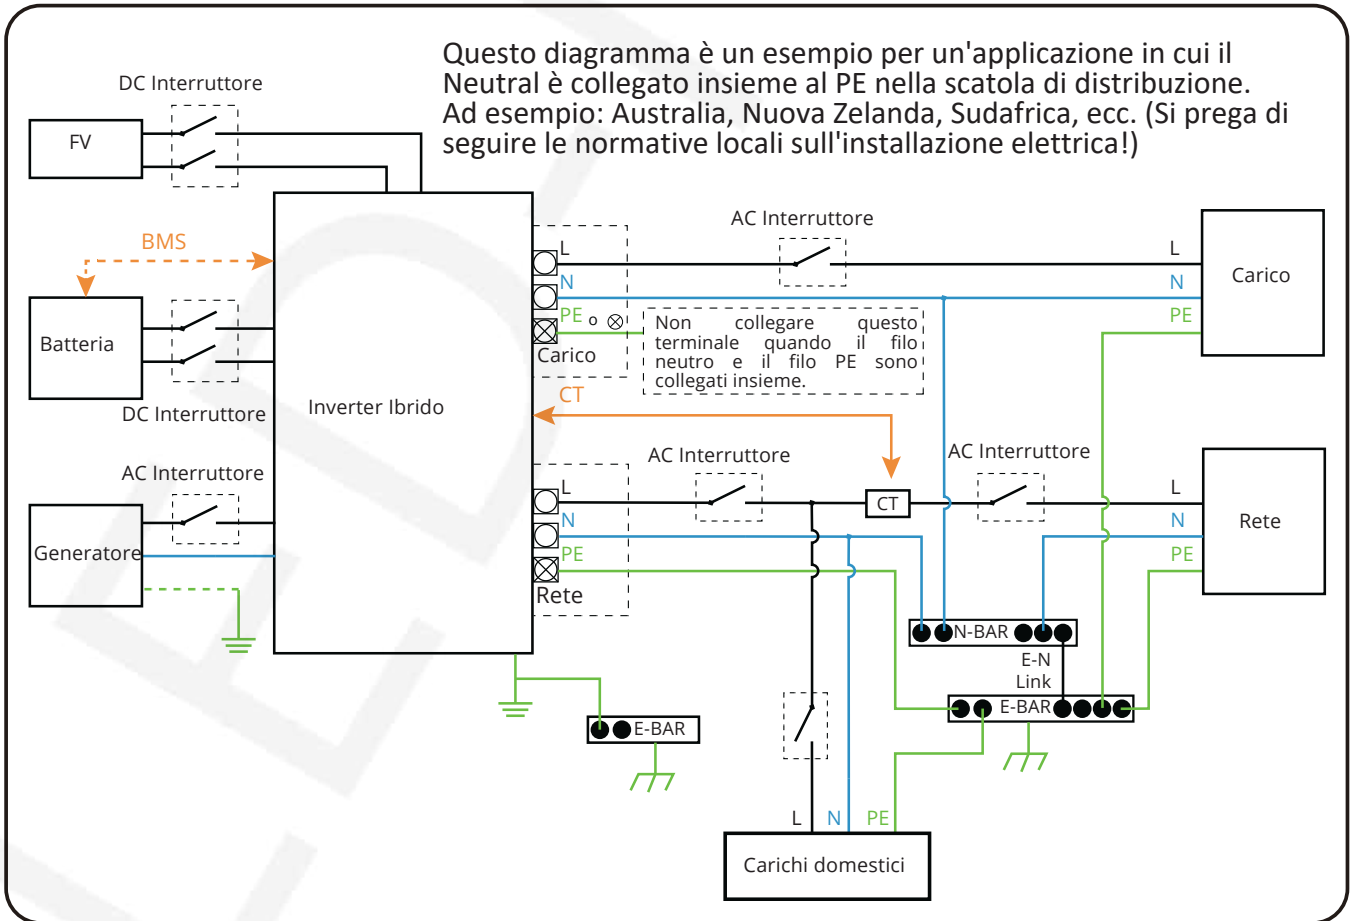 Questo diagramma è un esempio per un'applicazione in cui il
Neutral è collegato insieme al PE nella scatola di distribuzione.
Ad esempio: Australia, Nuova Zelanda, Sudafrica, ecc. (Si prega di
seguire le normative locali sull'installazione elettrica!)
DC Interruttore
FV
BMS
Batteria
DC Interruttore
AC Interruttore
Generatore
Inverter Ibrido
L
N
PE o
Carico
Non collegare questo
terminale quando il filo
neutro e il filo PE sono
collegati insieme.
AC Interruttore
L
N
PE
Carico
CT
AC Interruttore
CT
AC Interruttore
L
N
PE
Rete
L
N
PE
Rete
N-BAR
E-N
Link
E-BAR
E-BAR
L N PE
Carichi domestici